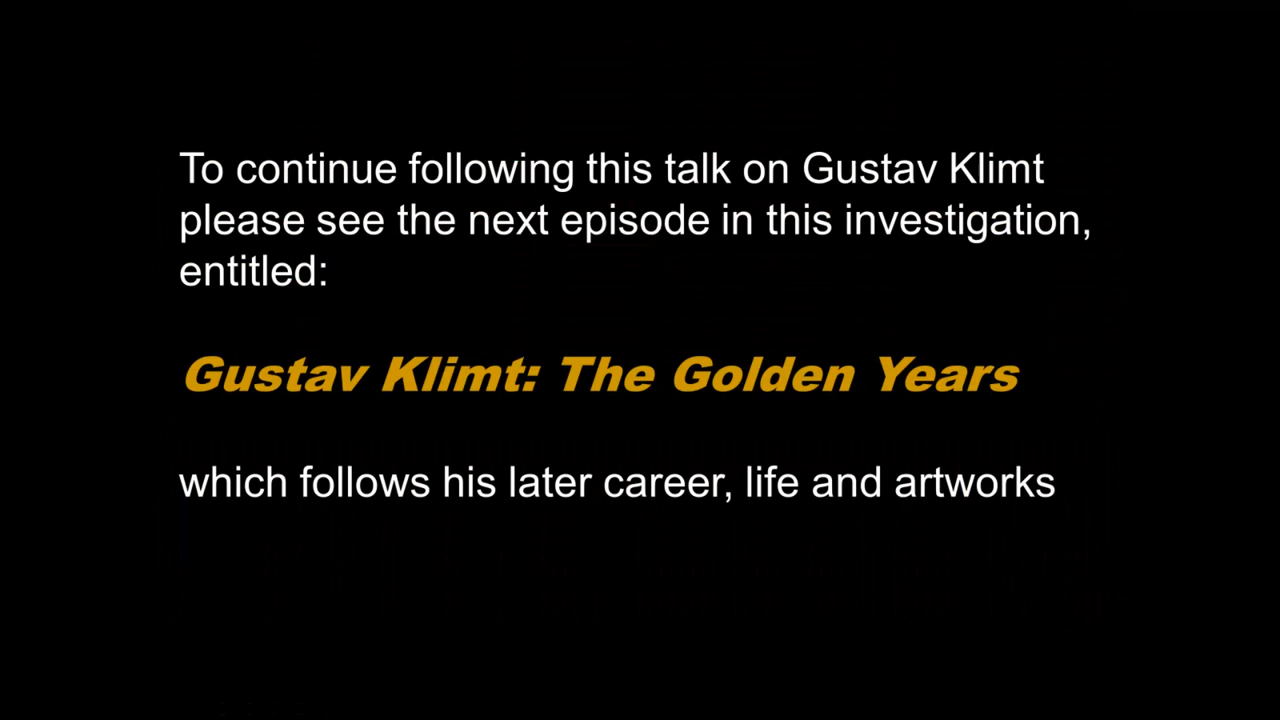 To continue following this talk on Gustav Klimt
please see the next episode in this investigation,
entitled:
Gustav Klimt: The Golden Years
which follows his later career, life and artworks